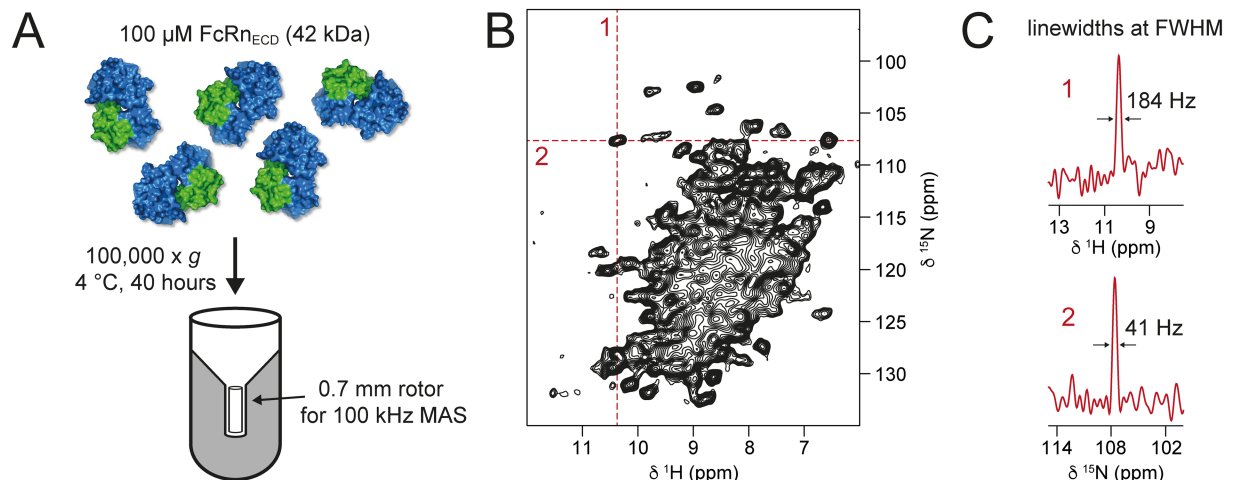 A
100 µM FcRnECD (42 kDa)
100,000 x g
4 °C, 40 hours
0.7 mm rotor
for 100 kHz MAS
B
1
2
100
105
110
115
120
125
130
δ 15N (ppm)
11
10
9
8
7
δ 1H (ppm)
C
linewidths at FWHM
1
184 Hz
13
11
9
δ 1H (ppm)
2
41 Hz
114
108
102
δ 15N (ppm)